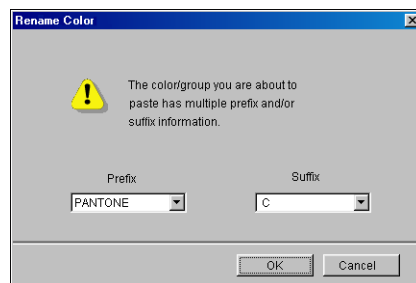 Rename Color
The color/group you are about to
paste has multiple prefix and/or
suffix information.
Prefix Suffix
PANTONE C
OK Cancel